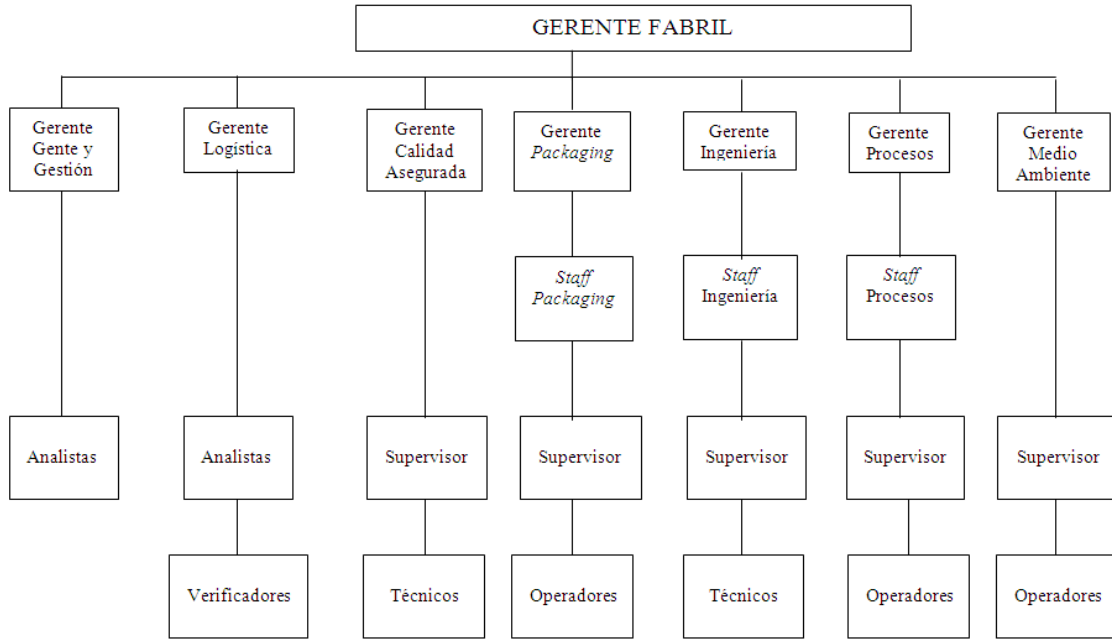 GERENTE FABRIL
Gerente
Gente y
Gestión
Gerente
Logística
Gerente
Calidad
Asegurada
Gerente
Packaging
Gerente
Ingeniería
Gerente
Procesos
Gerente
Medio
Ambiente
Staff
Packaging
Staff
Ingeniería
Staff
Procesos
Analistas
Analistas
Supervisor
Supervisor
Supervisor
Supervisor
Supervisor
Verificadores
Técnicos
Operadores
Técnicos
Operadores
Operadores